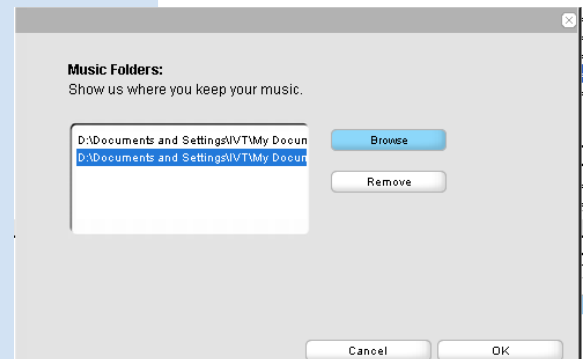 Music Folders:
Show us where you keep your music.
D:\Documents and Settings\IVT\My Docum
Browse
D:\Documents and Settings\IVT\My Docum
Remove
Cancel
OK